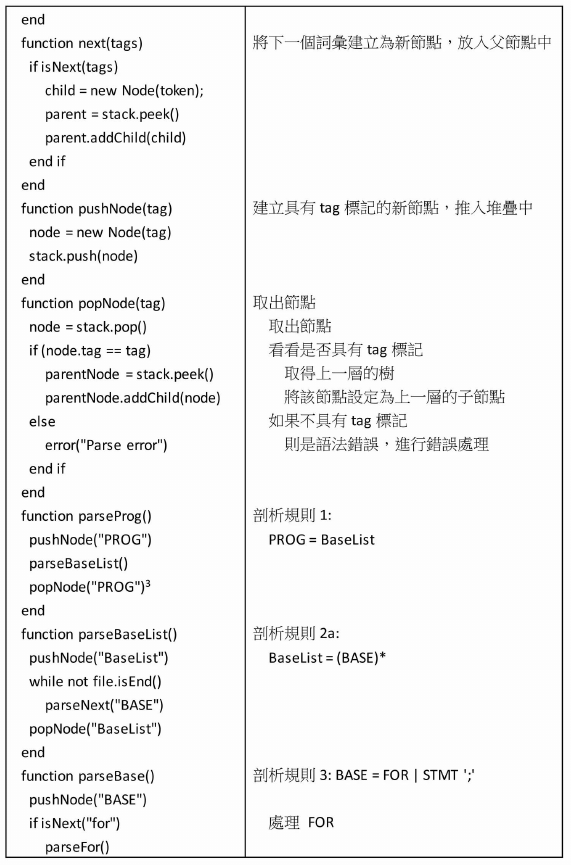 end
function next(tags) 將下一個詞彙建立為新節點，放入父節點中
if isNext(tags)
child = new Node(token);
parent = stack.peek()
parent.addChild(child)
end if
end
function pushNode(tag) 建立具有 tag 標記的新節點，推入堆疊中
node = new Node(tag)
stack.push(node)
end
function popNode(tag) 取出節點
node = stack.pop() 取出節點
if (node.tag == tag) 看看是否具有 tag 標記
parentNode = stack.peek() 取得上一層的樹
parentNode.addChild(node) 將該節點設定為上一層的子節點
else 如果不具有 tag 標記
error("Parse error") 則是語法錯誤，進行錯誤處理
end if
end
function parseProg() 剖析規則 1:
pushNode("PROG") PROG = BaseList
parseBaseList()
popNode("PROG")³
end
function parseBaseList() 剖析規則 2a:
pushNode("BaseList") BaseList = (BASE)*
while not file.isEnd()
parseNext("BASE")
popNode("BaseList")
end
function parseBase() 剖析規則 3: BASE = FOR | STMT ';'
pushNode("BASE")
if isNext("for") 處理 FOR
parseFor()